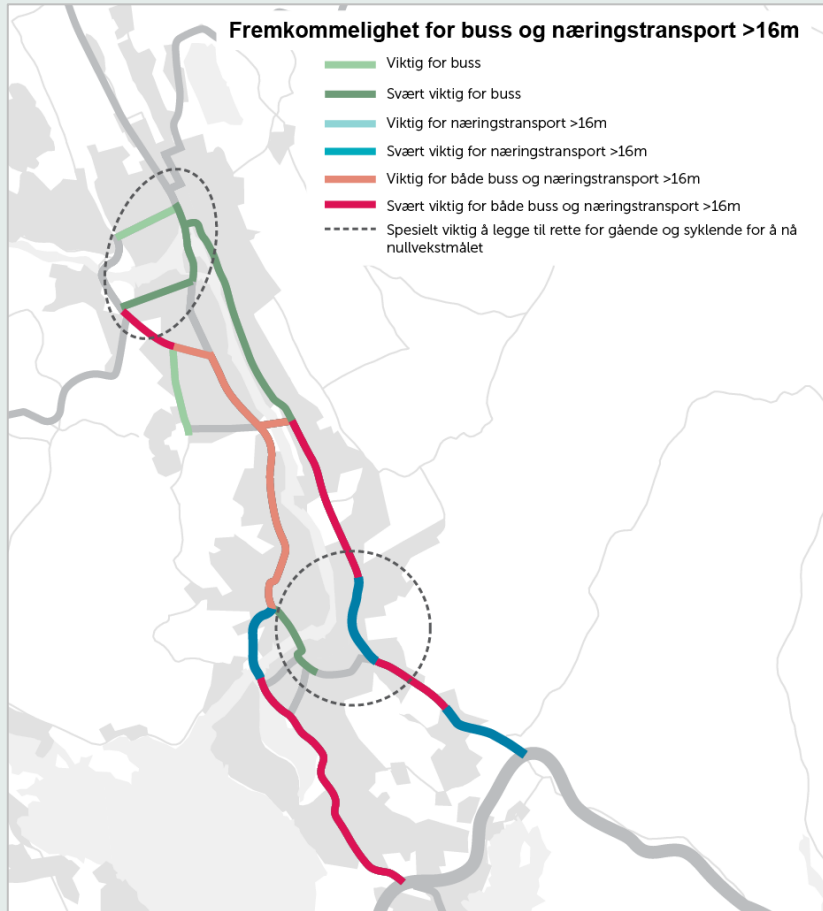 Fremkommelighet for buss og næringstransport >16m
Viktig for buss
Svært viktig for buss
Viktig for næringstransport >16m
Svært viktig for næringstransport >16m
Viktig for både buss og næringstransport >16m
Svært viktig for både buss og næringstransport >16m
Spesielt viktig å legge til rette for gående og syklende for å nå
nullvekstmålet